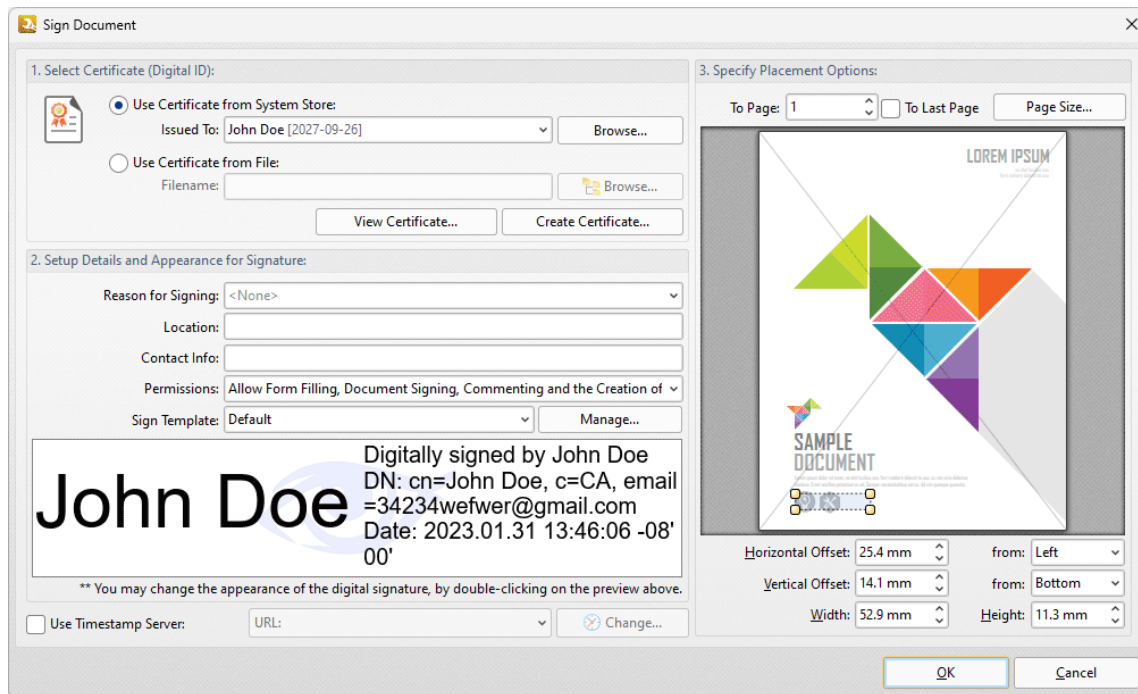 Sign Document
1. Select Certificate (Digital ID):
Use Certificate from System Store:
Issued To: John Doe [2027-09-26] Browse...
Use Certificate from File:
Filename: Browse...
View Certificate... Create Certificate...
2. Setup Details and Appearance for Signature:
Reason for Signing: <None>
Location:
Contact Info:
Permissions: Allow Form Filling, Document Signing, Commenting and the Creation of
Sign Template: Default Manage...
John Doe
Digitally signed by John Doe
DN: cn=John Doe, c=CA, email
=34234wefwer@gmail.com
Date: 2023.01.31 13:46:06 -08'
00'
** You may change the appearance of the digital signature, by double-clicking on the preview above.
Use Timestamp Server: URL: Change...
3. Specify Placement Options:
To Page: 1 To Last Page Page Size...
LOREM IPSUM
SAMPLE
DOCUMENT
Horizontal Offset: 25.4 mm from: Left
Vertical Offset: 14.1 mm from: Bottom
Width: 52.9 mm Height: 11.3 mm
OK Cancel